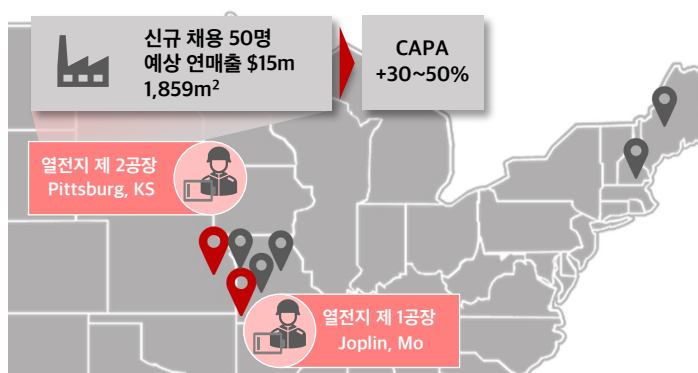 신규 채용 50명
예상 연매출 $15m
1,859m²
CAPA
+30~50%
열전지 제 2공장
Pittsburg, KS
열전지 제 1공장
Joplin, Mo